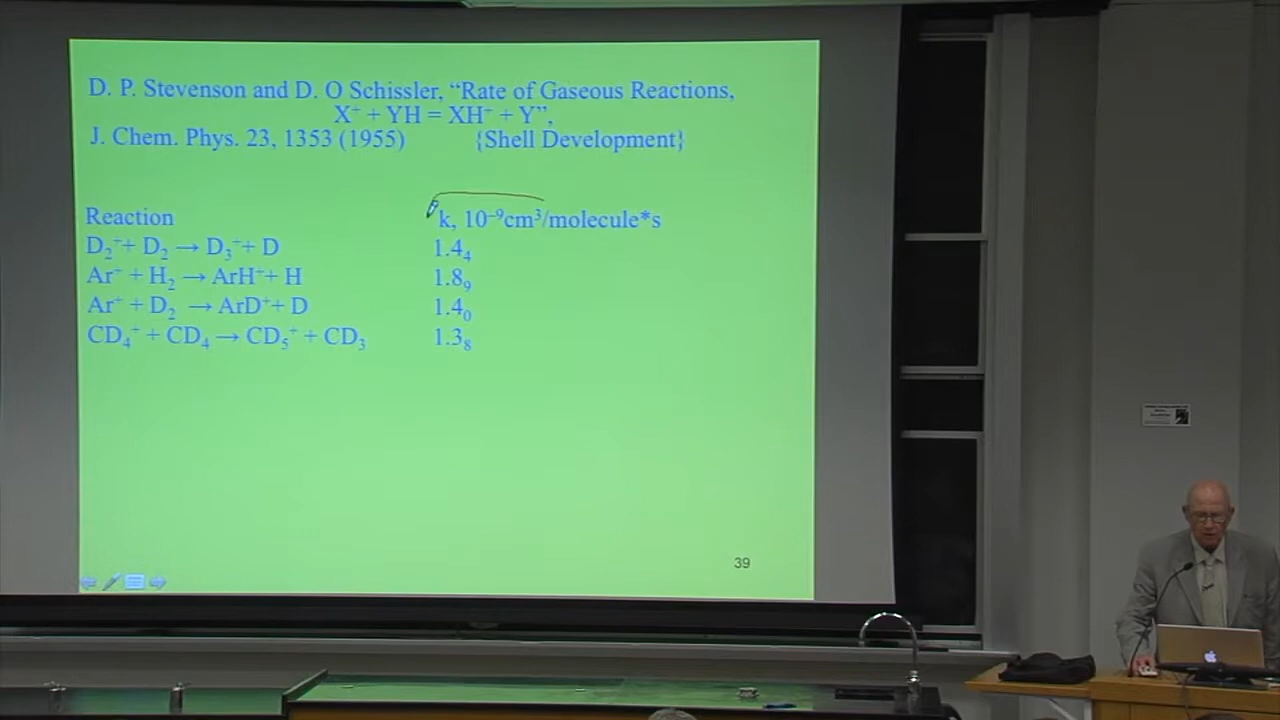 D. P. Stevenson and D. O Schissler, “Rate of Gaseous Reactions,
X⁺ + YH = XH⁺ + Y”,
J. Chem. Phys. 23, 1353 (1955) {Shell Development}
Reaction k, 10⁻⁹cm³/molecule*s
D₂⁺+ D₂ → D₃⁺+ D 1.4₄
Ar⁺ + H₂ → ArH⁺+ H 1.8₉
Ar⁺ + D₂ → ArD⁺+ D 1.4₀
CD₄⁺ + CD₄ → CD₅⁺ + CD₃ 1.3₈
39